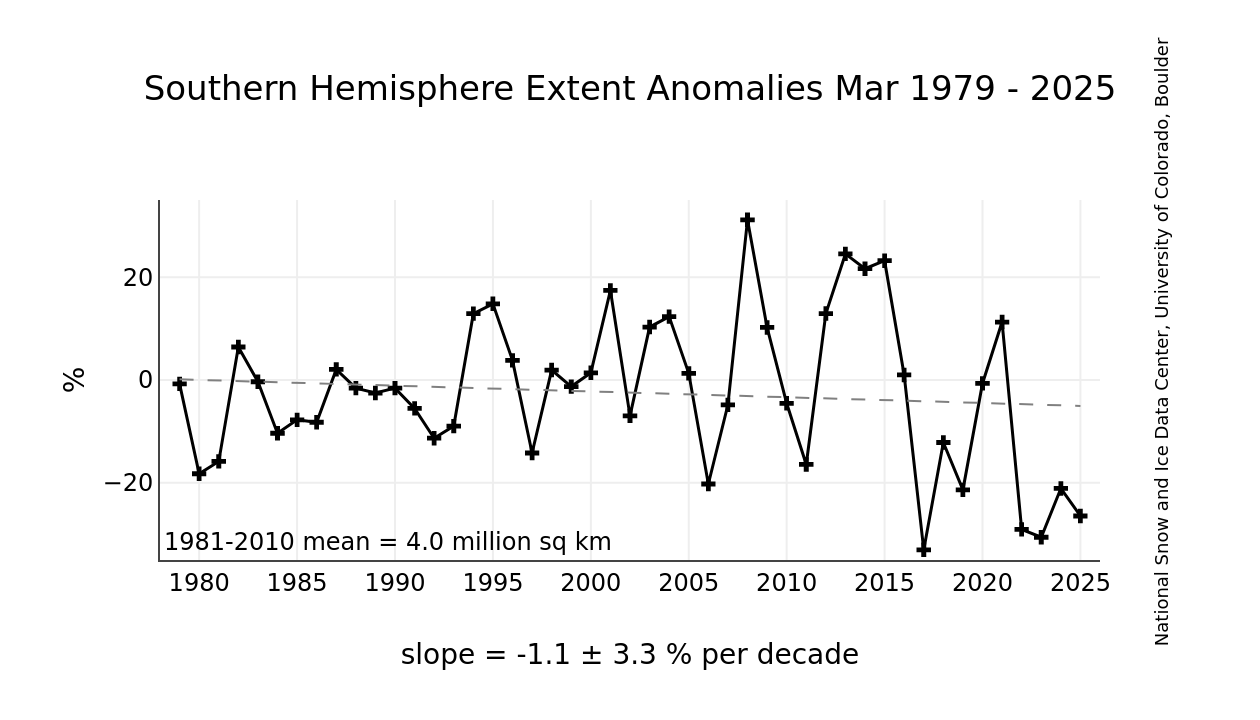 Southern Hemisphere Extent Anomalies Mar 1979 - 2025
National Snow and Ice Data Center, University of Colorado, Boulder
%
20
0
−20
1981-2010 mean = 4.0 million sq km
1980 1985 1990 1995 2000 2005 2010 2015 2020 2025
slope = -1.1 ± 3.3 % per decade